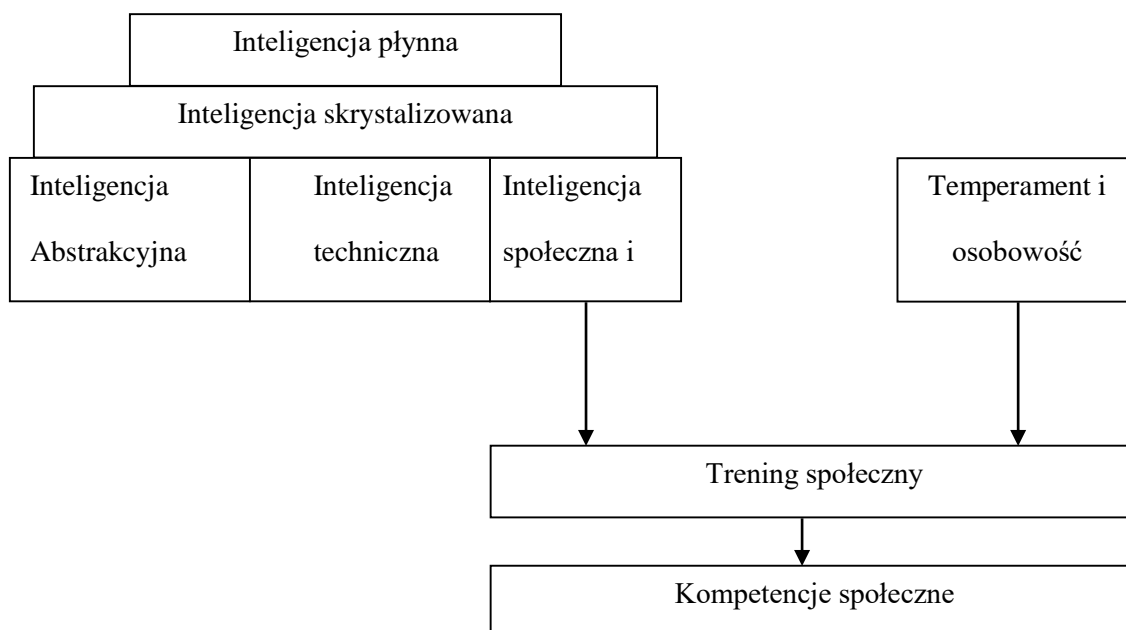 Inteligencja płynna
Inteligencja skrystalizowana
Inteligencja
Abstrakcyjna
Inteligencja
techniczna
Inteligencja
społeczna i
Temperament i
osobowość
Trening społeczny
Kompetencje społeczne